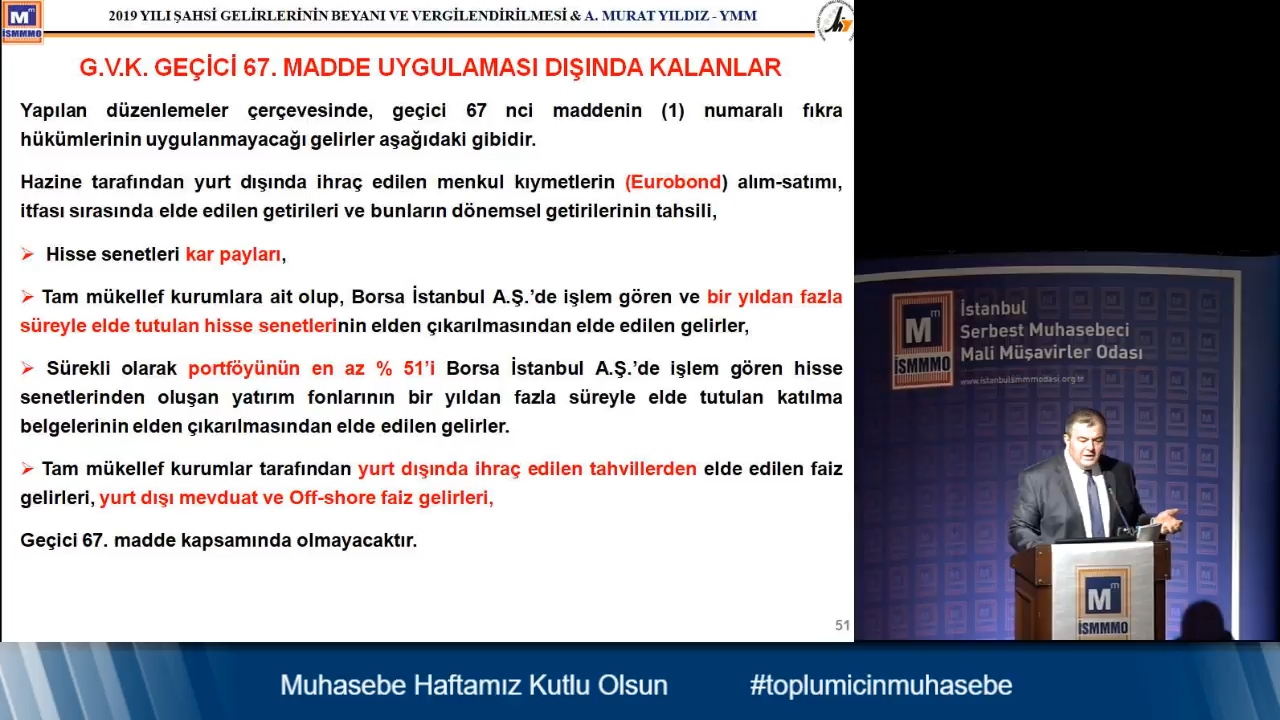 2019 YILI ŞAHSİ GELİRLERİNİN BEYANI VE VERGİLENDİRİLMESİ & A. MURAT YILDIZ - YMM
M m
İSMMMO
G.V.K. GEÇİCİ 67. MADDE UYGULAMASI DIŞINDA KALANLAR
Yapılan düzenlemeler çerçevesinde, geçici 67 nci maddenin (1) numaralı fıkra
hükümlerinin uygulanmayacağı gelirler aşağıdaki gibidir.
Hazine tarafından yurt dışında ihraç edilen menkul kıymetlerin (Eurobond) alım-satımı,
itfası sırasında elde edilen getirileri ve bunların dönemsel getirilerinin tahsili,
➢ Hisse senetleri kar payları,
➢ Tam mükellef kurumlara ait olup, Borsa İstanbul A.Ş.’de işlem gören ve bir yıldan fazla
süreyle elde tutulan hisse senetlerinin elden çıkarılmasından elde edilen gelirler,
➢ Sürekli olarak portföyünün en az % 51’i Borsa İstanbul A.Ş.’de işlem gören hisse
senetlerinden oluşan yatırım fonlarının bir yıldan fazla süreyle elde tutulan katılma
belgelerinin elden çıkarılmasından elde edilen gelirler.
➢ Tam mükellef kurumlar tarafından yurt dışında ihraç edilen tahvillerden elde edilen faiz
gelirleri, yurt dışı mevduat ve Off-shore faiz gelirleri,
Geçici 67. madde kapsamında olmayacaktır.
51
M m
İSMMMO
İstanbul
Serbest Muhasebeci
Mali Müşavirler Odası
www.istanbulsmmmodasi.org.tr
M m
İSMMMO
Muhasebe Haftamız Kutlu Olsun
#toplumicinmuhasebe